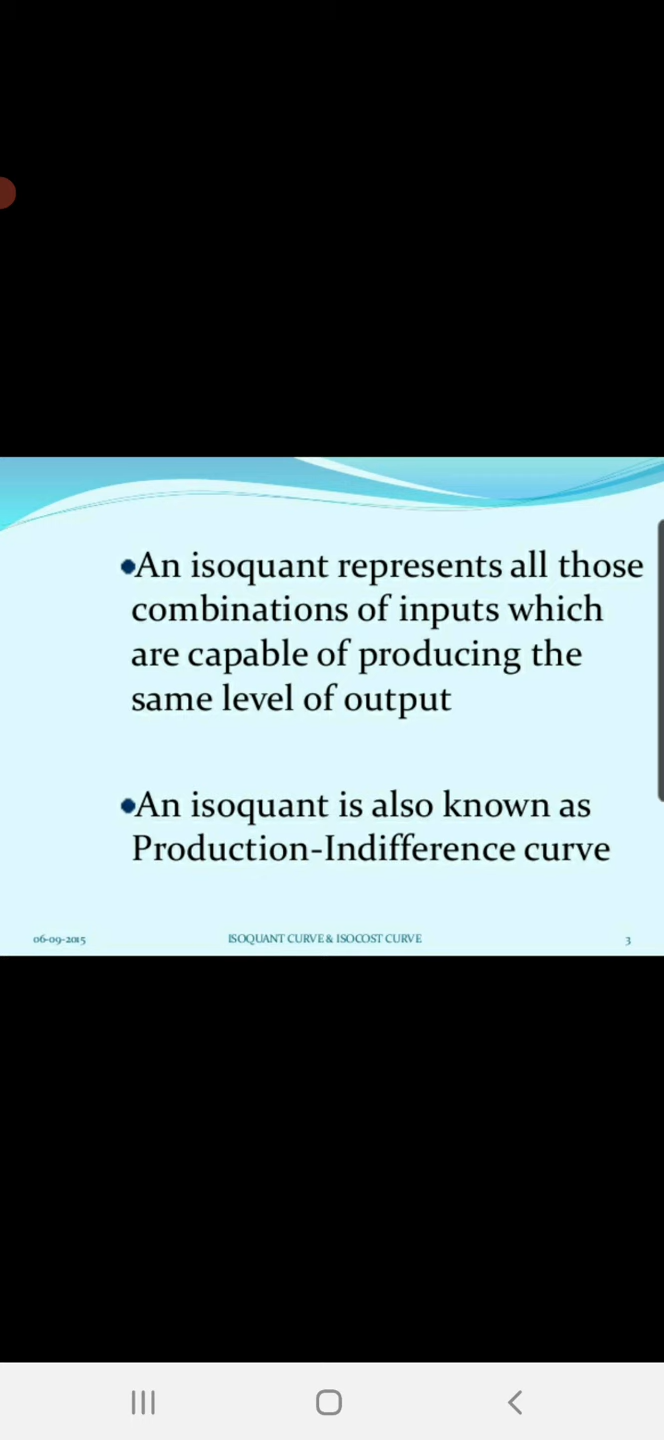 •An isoquant represents all those
combinations of inputs which
are capable of producing the
same level of output
•An isoquant is also known as
Production-Indifference curve
06-09-2015 ISOQUANT CURVE & ISOCOST CURVE 3